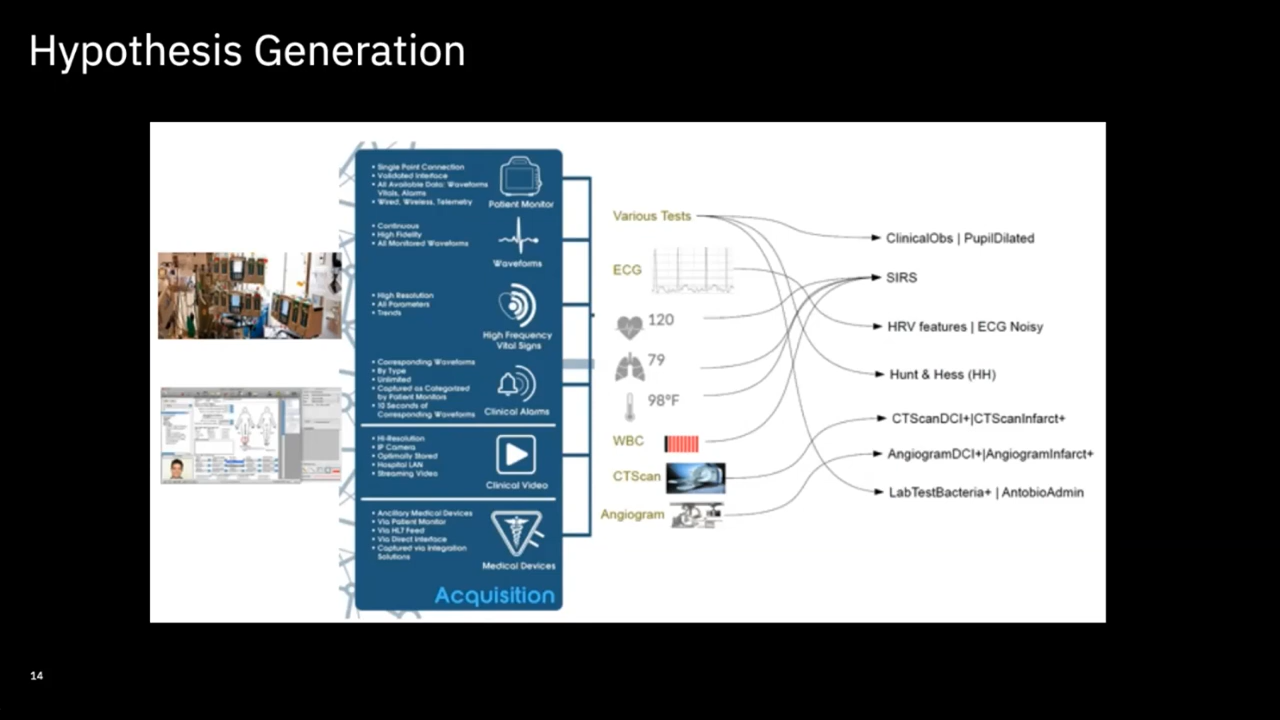 Hypothesis Generation
• Single Point Connection
• Validated Interface
• All Available Data: Waveforms
Vitals, Alarms
• Wired, Wireless, Telemetry
Patient Monitor
• Continuous
• High Fidelity
• All Monitored Waveforms
Waveforms
• High Resolution
• All Parameters
• Trends
High Frequency
Vital Signs
• Corresponding Waveforms
• By Type
• Unlimited
• Captured as Categorized
by Patient Monitors
• 10 Seconds of
Corresponding Waveforms
Clinical Alarms
• Hi-Resolution
• IP Camera
• Optimally Stored
• Hospital LAN
• Streaming Video
Clinical Video
• Ancillary Medical Devices
• Via Patient Monitor
• Via HL7 Feed
• Via Direct Interface
• Captured via Integration
Solutions
Medical Devices
Acquisition
Various Tests
ECG
120
79
98°F
WBC
CTScan
Angiogram
ClinicalObs | PupilDilated
SIRS
HRV features | ECG Noisy
Hunt & Hess (HH)
CTScanDCI+|CTScanInfarct+
AngiogramDCI+|AngiogramInfarct+
LabTestBacteria+ | AntobioAdmin
14